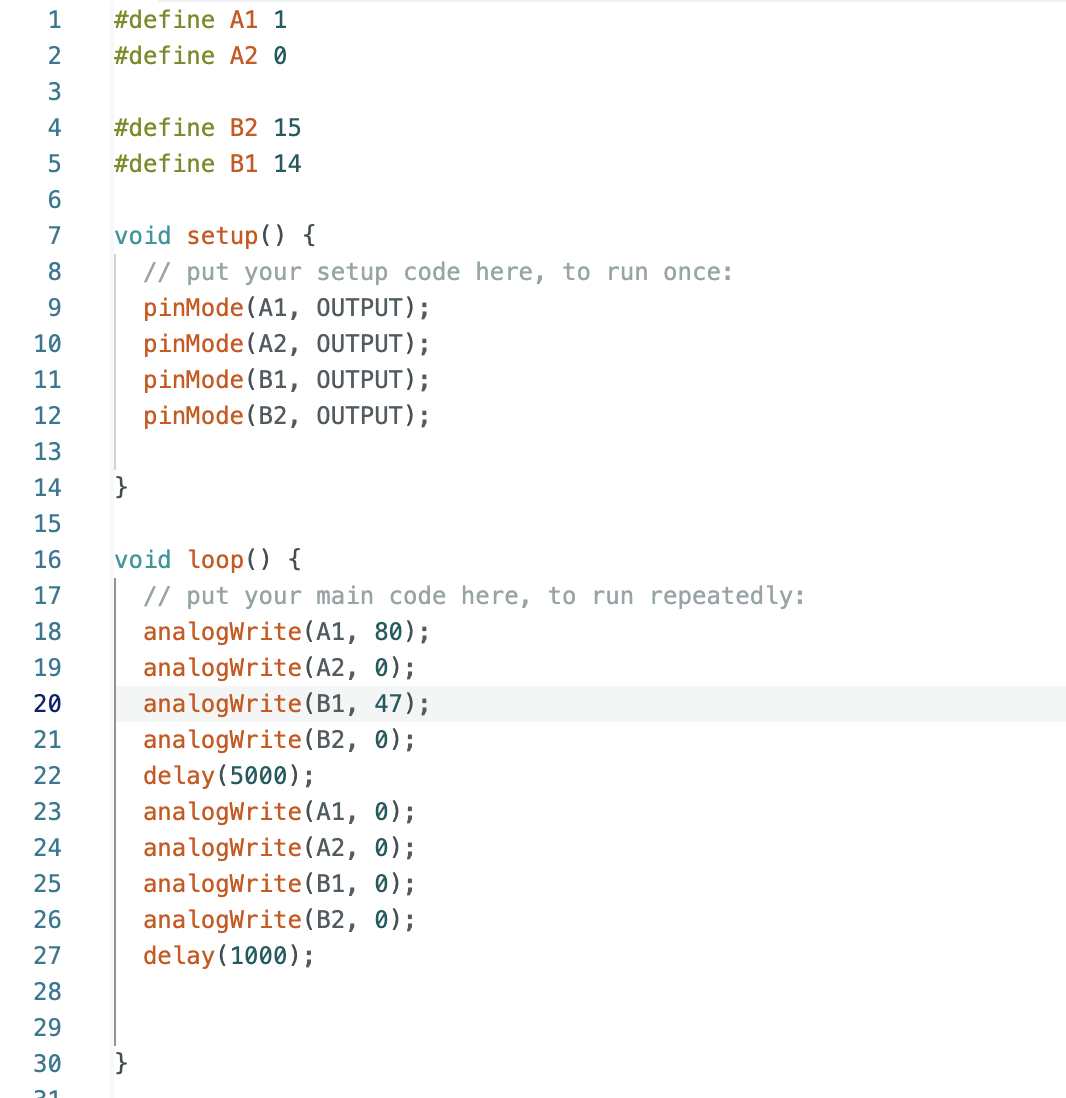 1 #define A1 1
2 #define A2 0
3
4 #define B2 15
5 #define B1 14
6
7 void setup() {
8 // put your setup code here, to run once:
9 pinMode(A1, OUTPUT);
10 pinMode(A2, OUTPUT);
11 pinMode(B1, OUTPUT);
12 pinMode(B2, OUTPUT);
13
14 }
15
16 void loop() {
17 // put your main code here, to run repeatedly:
18 analogWrite(A1, 80);
19 analogWrite(A2, 0);
20 analogWrite(B1, 47);
21 analogWrite(B2, 0);
22 delay(5000);
23 analogWrite(A1, 0);
24 analogWrite(A2, 0);
25 analogWrite(B1, 0);
26 analogWrite(B2, 0);
27 delay(1000);
28
29
30 }
31